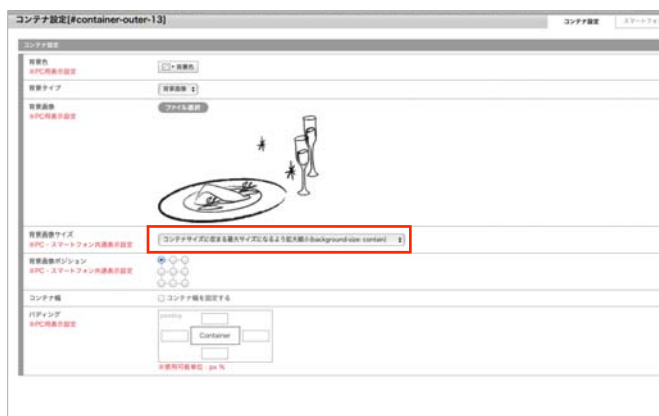 コンテナ設定[#container-outer-13]
コンテナ設定
スマートフォ
コンテナ設定
背景色
※PC用表示設定
背景色
背景タイプ
背景画像
背景画像
※PC用表示設定
ファイル選択
背景画像サイズ
※PC・スマートフォン共通表示設定
コンテナサイズに収まる最大サイズになるよう拡大縮小(background-size: contain)
背景画像ポジション
※PC・スマートフォン共通表示設定
コンテナ幅
コンテナ幅を固定する
パディング
※PC用表示設定
padding
Container
※使用可能単位：px %